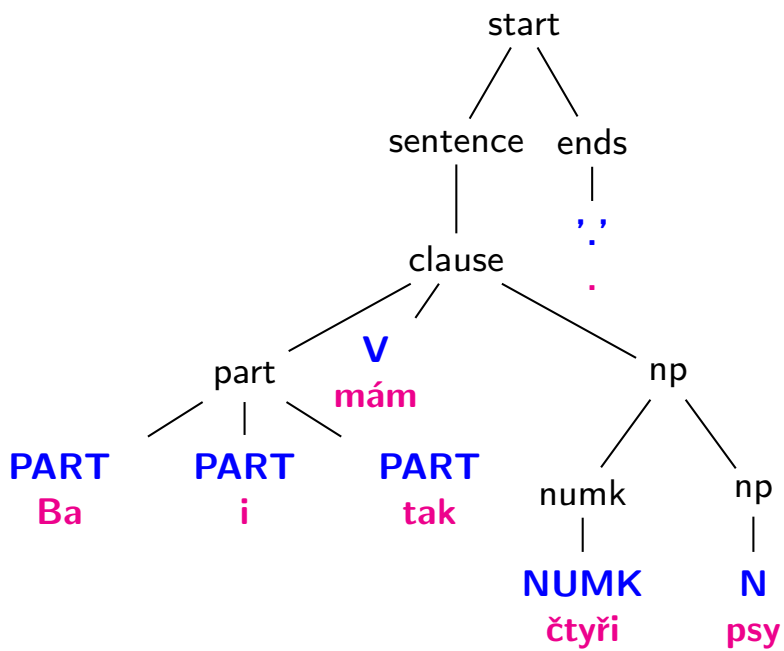 start
sentence ends
'.'
clause .
V
part np
mám
PART PART PART
numk np
Ba i tak
NUMK N
čtyři psy